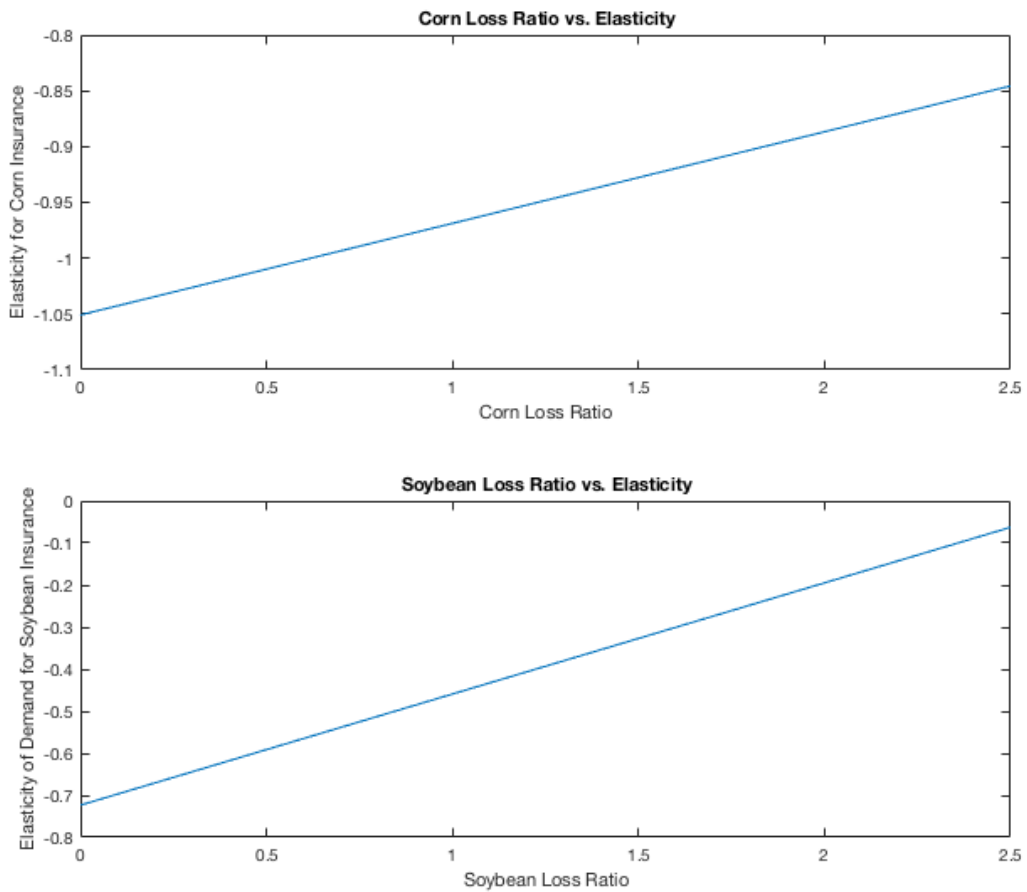 Corn Loss Ratio vs. Elasticity
Elasticity for Corn Insurance
-0.8
-0.85
-0.9
-0.95
-1
-1.05
-1.1
0 0.5 1 1.5 2 2.5
Corn Loss Ratio
Soybean Loss Ratio vs. Elasticity
Elasticity of Demand for Soybean Insurance
0
-0.1
-0.2
-0.3
-0.4
-0.5
-0.6
-0.7
-0.8
0 0.5 1 1.5 2 2.5
Soybean Loss Ratio